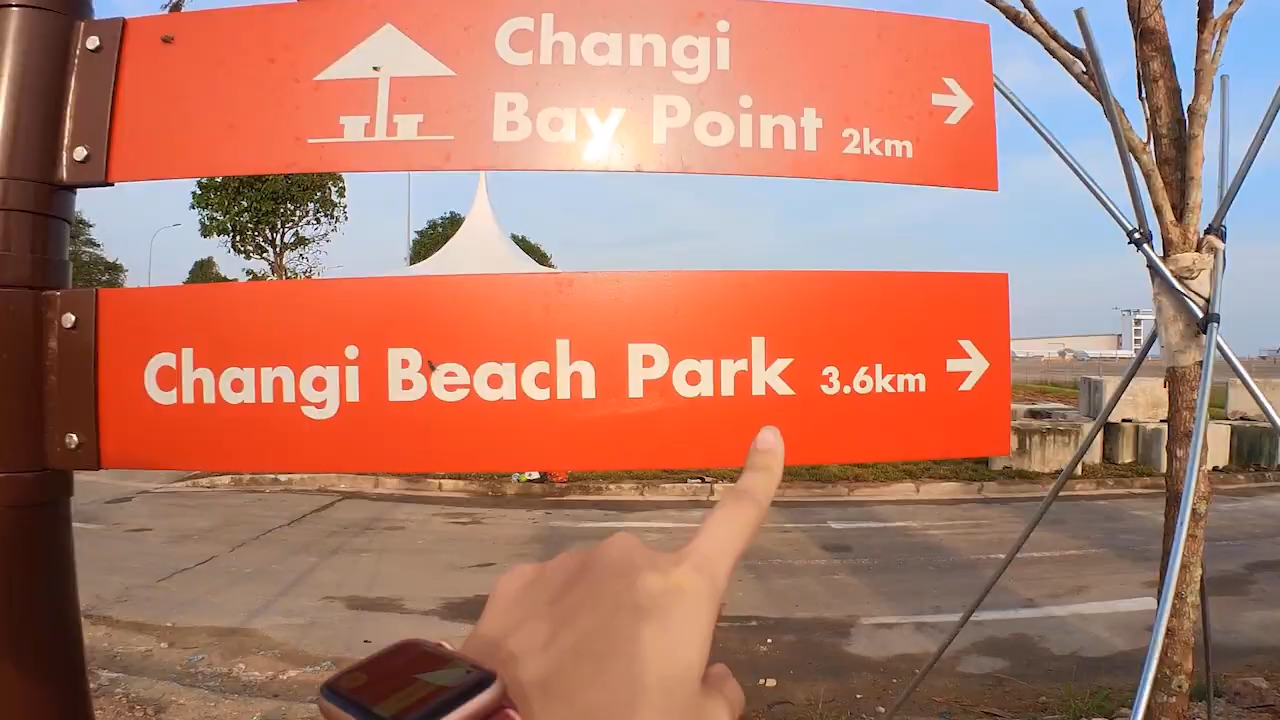 Changi
Bay Point 2km →
Changi Beach Park 3.6km →